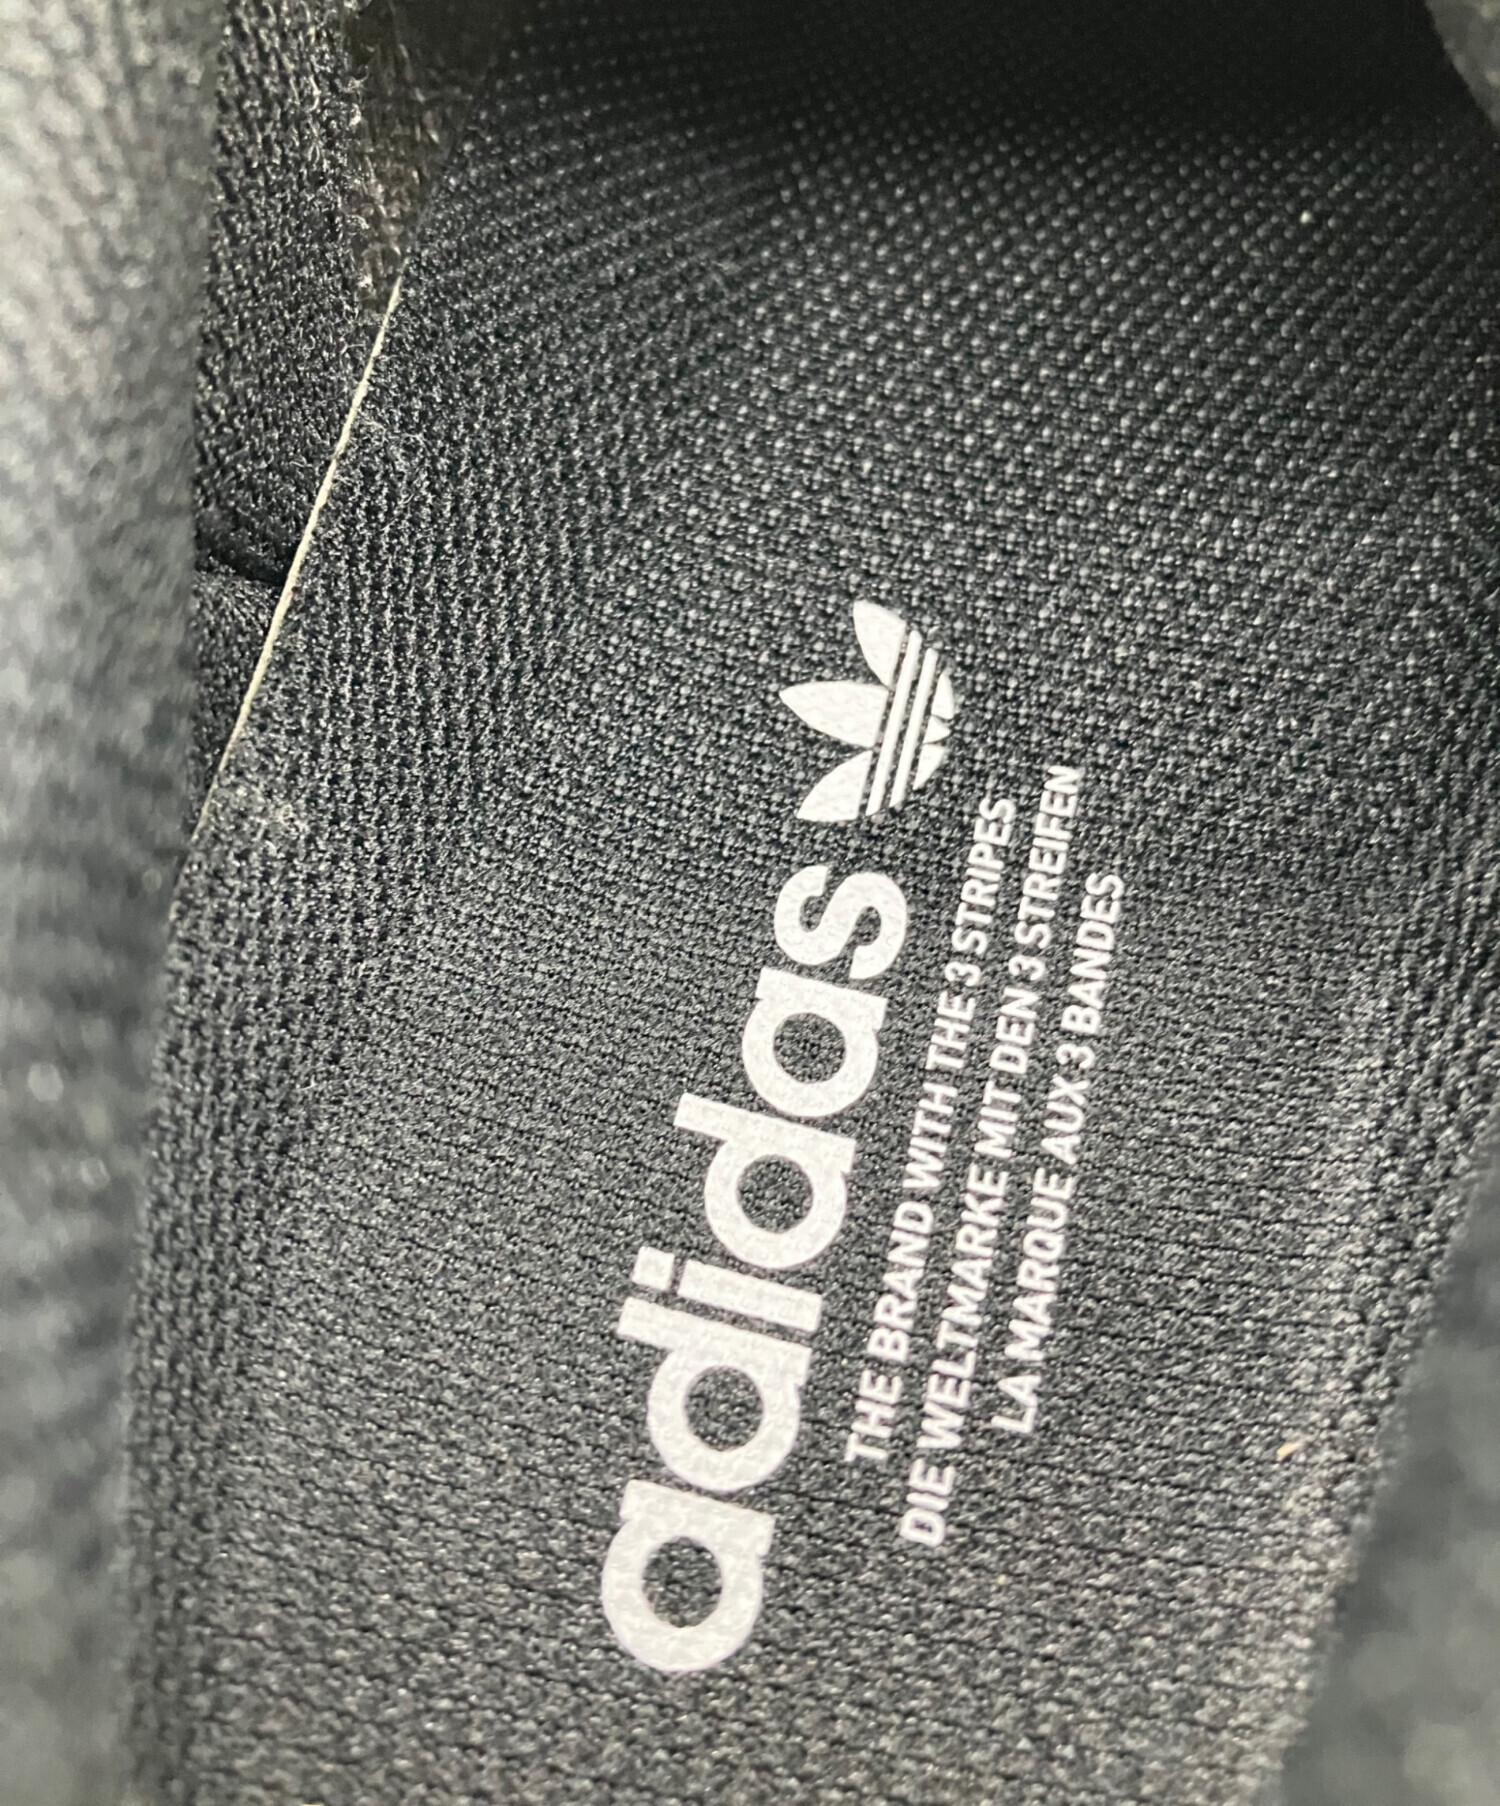 adidas
THE BRAND WITH THE 3 STRIPES
DIE WELTMARKE MIT DEN 3 STREIFEN
LA MARQUE AUX 3 BANDES